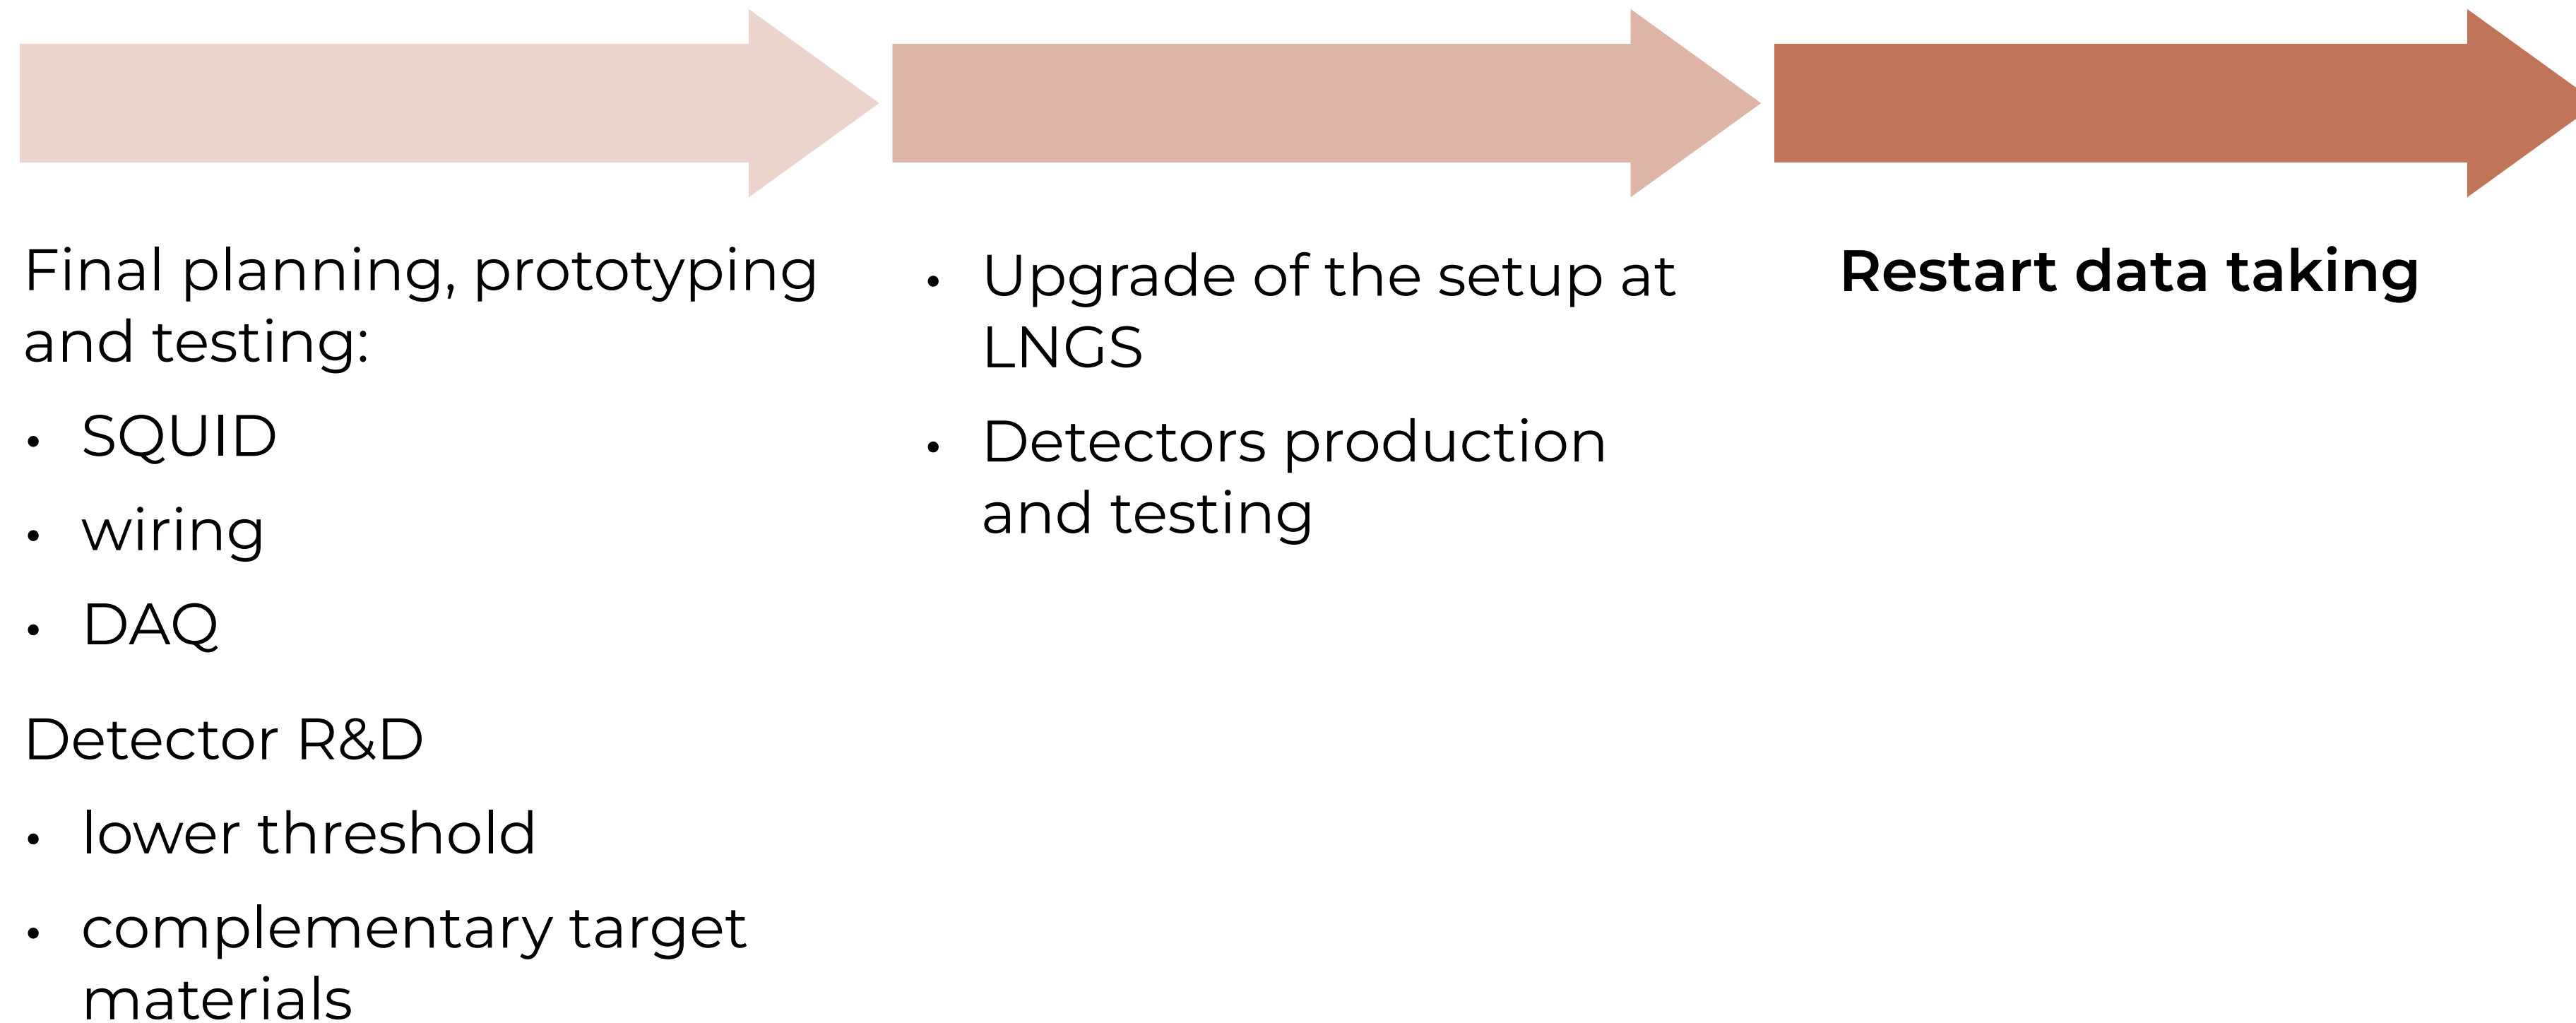 Final planning, prototyping
and testing:
• SQUID
• wiring
• DAQ
Detector R&D
• lower threshold
• complementary target
materials
• Upgrade of the setup at
LNGS
• Detectors production
and testing
Restart data taking